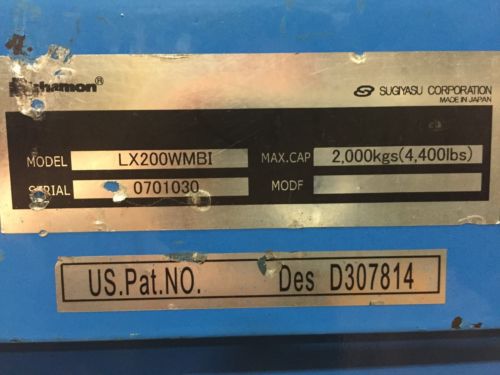 SUGIYASU CORPORATION
MADE IN JAPAN
MODEL LX200WMBI MAX.CAP 2,000kgs(4,400lbs)
SERIAL 0701030 MODF
US.Pat.NO. Des D307814